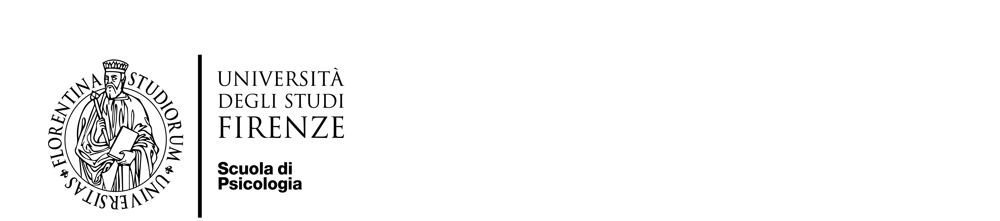 FLORENTINA STUDIORUM UNIVERSITAS
UNIVERSITÀ
DEGLI STUDI
FIRENZE
Scuola di
Psicologia